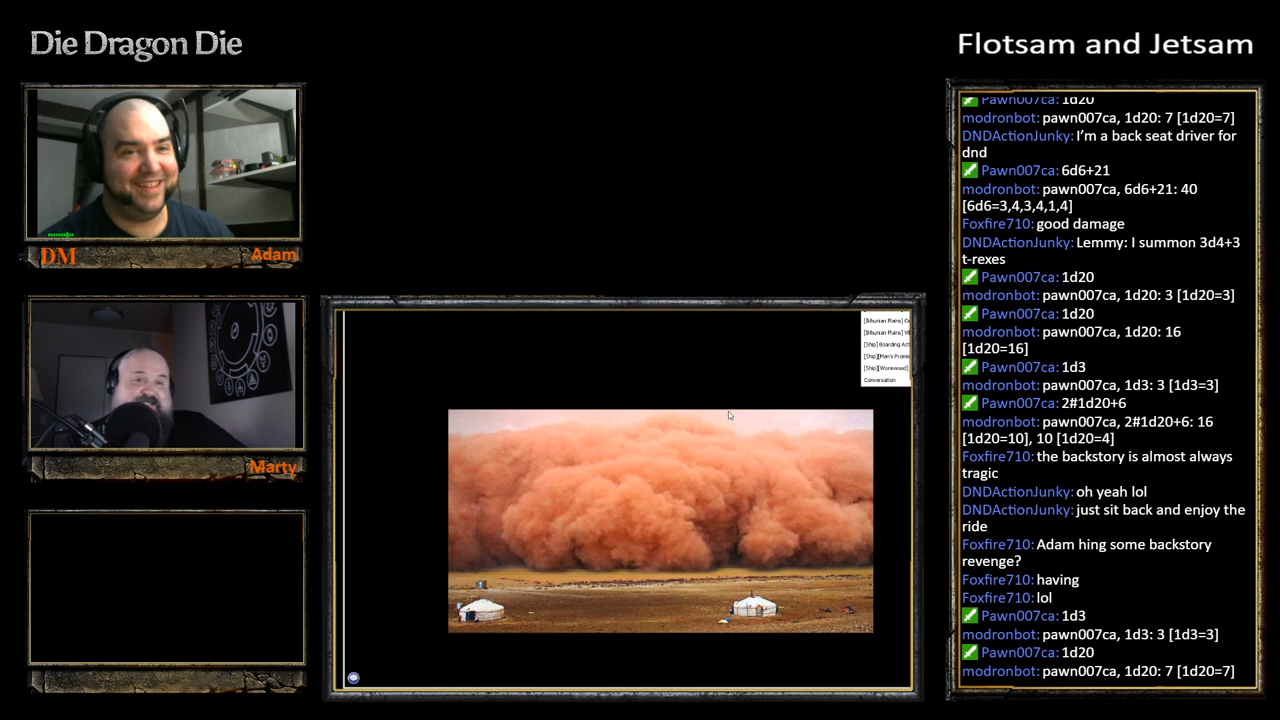 Die Dragon Die
Flotsam and Jetsam
DM
Adam
Marty
[Ship] Boarding Act
Conversation
Pawn007ca: 1d20
modronbot: pawn007ca, 1d20: 7 [1d20=7]
DNDActionJunky: I'm a back seat driver for
dnd
Pawn007ca: 6d6+21
modronbot: pawn007ca, 6d6+21: 40
[6d6=3,4,3,4,1,4]
Foxfire710: good damage
DNDActionJunky: Lemmy: I summon 3d4+3
t-rexes
Pawn007ca: 1d20
modronbot: pawn007ca, 1d20: 3 [1d20=3]
Pawn007ca: 1d20
modronbot: pawn007ca, 1d20: 16
[1d20=16]
Pawn007ca: 1d3
modronbot: pawn007ca, 1d3: 3 [1d3=3]
Pawn007ca: 2#1d20+6
modronbot: pawn007ca, 2#1d20+6: 16
[1d20=10], 10 [1d20=4]
Foxfire710: the backstory is almost always
tragic
DNDActionJunky: oh yeah lol
DNDActionJunky: just sit back and enjoy the
ride
Foxfire710: Adam hing some backstory
revenge?
Foxfire710: having
Foxfire710: lol
Pawn007ca: 1d3
modronbot: pawn007ca, 1d3: 3 [1d3=3]
Pawn007ca: 1d20
modronbot: pawn007ca, 1d20: 7 [1d20=7]